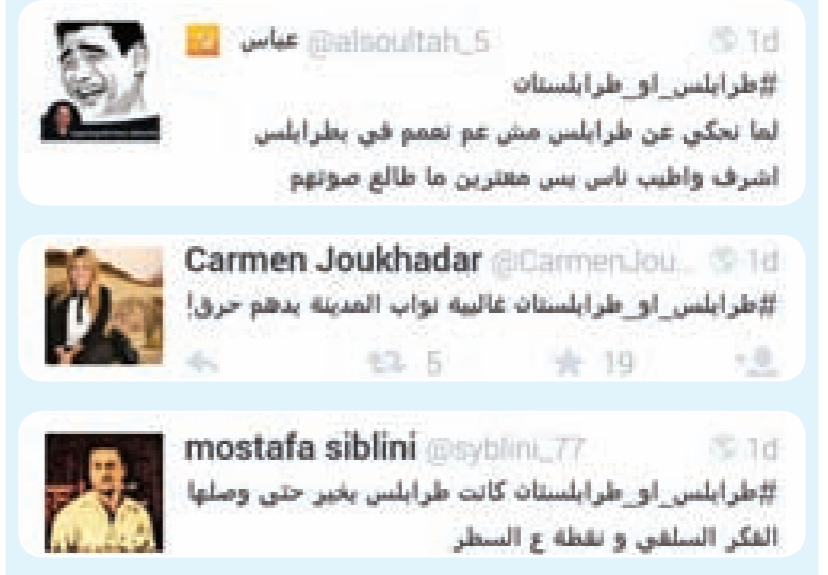 عباس @alsoultah_5 1d
#طرابلس_او_طرابلستان
لما نحكي عن طرابلس مش عم نعمم في بطرابلس
اشرف واطيب ناس بس معترين ما طالع صوتهم
Carmen Joukhadar @CarmenJou... 1d
#طرابلس_او_طرابلستان غالبية نواب المدينة بدهم حرق!
5 19
mostafa siblini @syblini_77 1d
#طرابلس_او_طرابلستان كانت طرابلس بخير حتى وصلها
الفكر السلفي و نقطة ع السطر